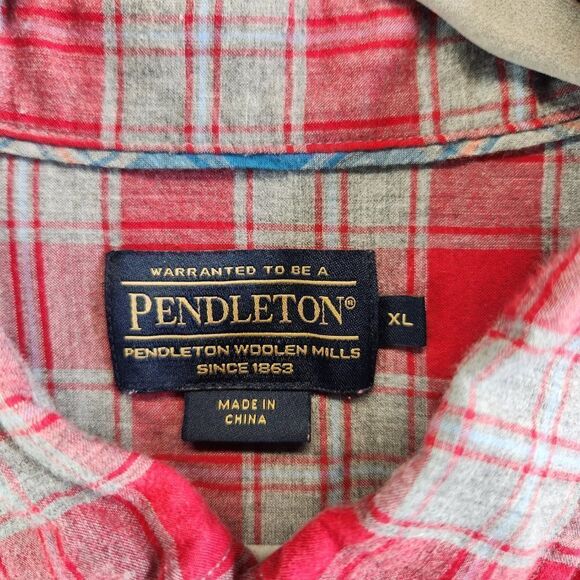 WARRANTED TO BE A
PENDLETON®
PENDLETON WOOLEN MILLS
SINCE 1863
XL
MADE IN
CHINA